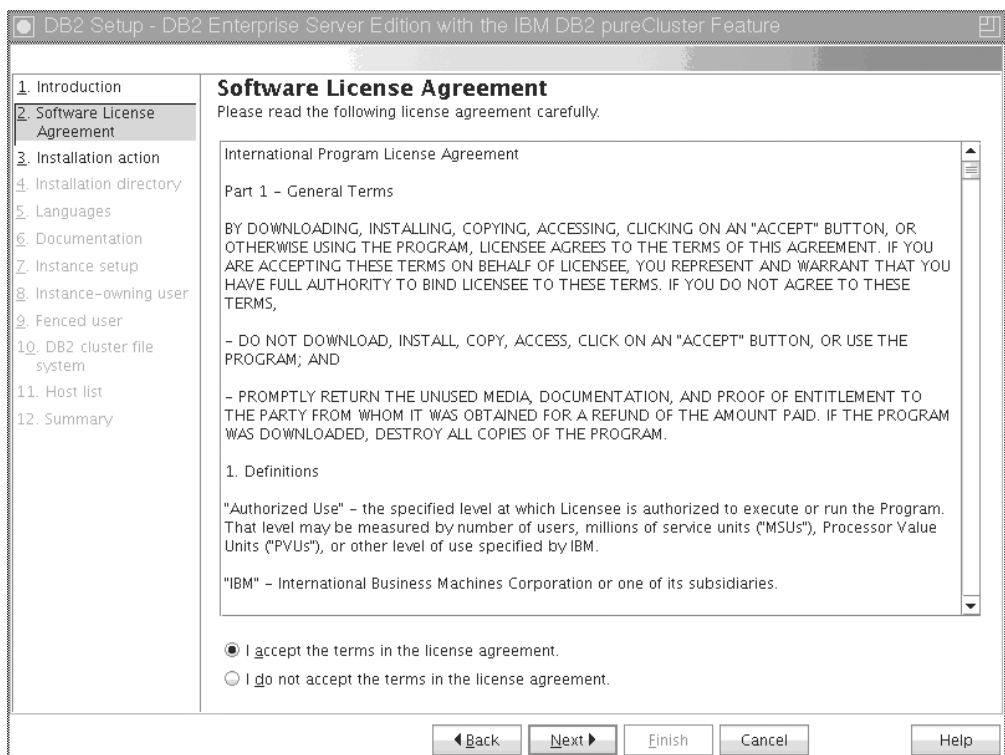 DB2 Setup - DB2 Enterprise Server Edition with the IBM DB2 pureCluster Feature
1. Introduction
2. Software License
Agreement
3. Installation action
4. Installation directory
5. Languages
6. Documentation
7. Instance setup
8. Instance-owning user
9. Fenced user
10. DB2 cluster file
system
11. Host list
12. Summary
Software License Agreement
Please read the following license agreement carefully.
International Program License Agreement
Part 1 - General Terms
BY DOWNLOADING, INSTALLING, COPYING, ACCESSING, CLICKING ON AN "ACCEPT" BUTTON, OR
OTHERWISE USING THE PROGRAM, LICENSEE AGREES TO THE TERMS OF THIS AGREEMENT. IF YOU
ARE ACCEPTING THESE TERMS ON BEHALF OF LICENSEE, YOU REPRESENT AND WARRANT THAT YOU
HAVE FULL AUTHORITY TO BIND LICENSEE TO THESE TERMS. IF YOU DO NOT AGREE TO THESE
TERMS,
- DO NOT DOWNLOAD, INSTALL, COPY, ACCESS, CLICK ON AN "ACCEPT" BUTTON, OR USE THE
PROGRAM; AND
- PROMPTLY RETURN THE UNUSED MEDIA, DOCUMENTATION, AND PROOF OF ENTITLEMENT TO
THE PARTY FROM WHOM IT WAS OBTAINED FOR A REFUND OF THE AMOUNT PAID. IF THE PROGRAM
WAS DOWNLOADED, DESTROY ALL COPIES OF THE PROGRAM.
1. Definitions
"Authorized Use" - the specified level at which Licensee is authorized to execute or run the Program.
That level may be measured by number of users, millions of service units ("MSUs"), Processor Value
Units ("PVUs"), or other level of use specified by IBM.
"IBM" - International Business Machines Corporation or one of its subsidiaries.
I accept the terms in the license agreement.
I do not accept the terms in the license agreement.
Back
Next
Finish
Cancel
Help